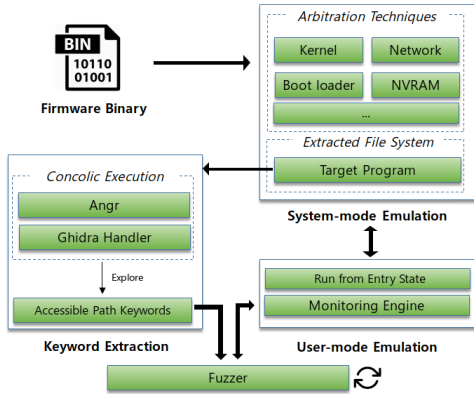 BIN
10110
01001
Firmware Binary
Arbitration Techniques
Kernel
Network
Boot loader
NVRAM
...
Extracted File System
Target Program
System-mode Emulation
Concolic Execution
Angr
Ghidra Handler
Explore
Accessible Path Keywords
Keyword Extraction
Run from Entry State
Monitoring Engine
User-mode Emulation
Fuzzer